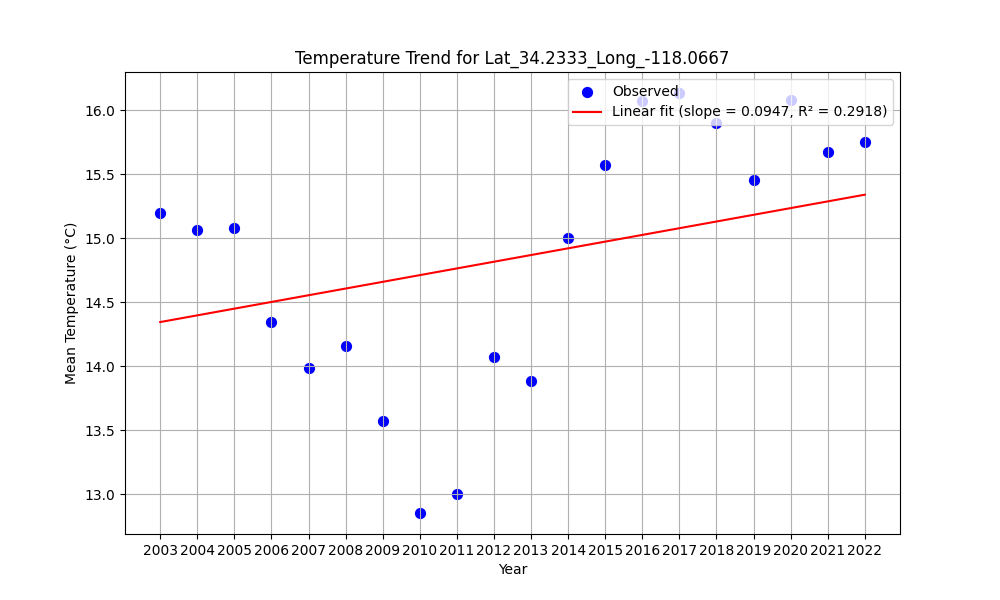 Temperature Trend for Lat_34.2333_Long_-118.0667
Observed
Linear fit (slope = 0.0947, R² = 0.2918)
Mean Temperature (°C)
16.0
15.5
15.0
14.5
14.0
13.5
13.0
2003 2004 2005 2006 2007 2008 2009 2010 2011 2012 2013 2014 2015 2016 2017 2018 2019 2020 2021 2022
Year